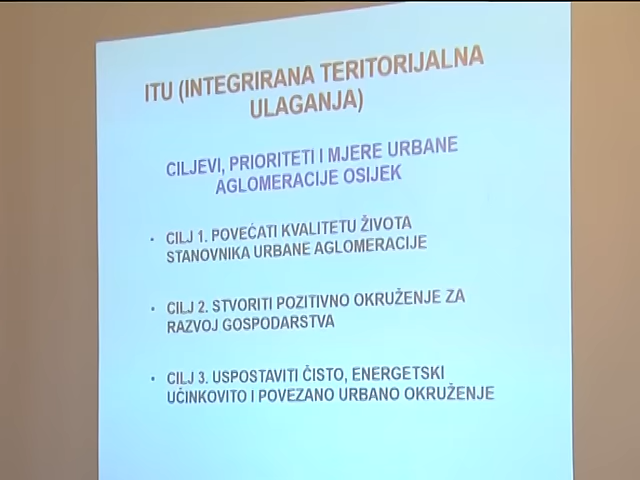 ITU (INTEGRIRANA TERITORIJALNA
ULAGANJA)
CILJEVI, PRIORITETI I MJERE URBANE
AGLOMERACIJE OSIJEK
• CILJ 1. POVEĆATI KVALITETU ŽIVOTA
STANOVNIKA URBANE AGLOMERACIJE
• CILJ 2. STVORITI POZITIVNO OKRUŽENJE ZA
RAZVOJ GOSPODARSTVA
• CILJ 3. USPOSTAVITI ČISTO, ENERGETSKI
UČINKOVITO I POVEZANO URBANO OKRUŽENJE